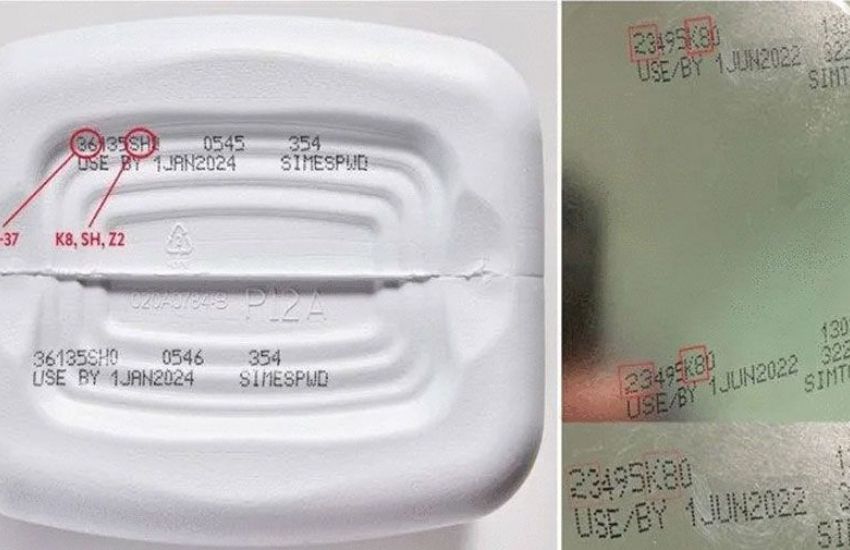 36135SH0 0545 354
USE BY 1JAN2024 SIMESPWD
-37
K8, SH, Z2
P12A
36135SH0 0546 354
USE BY 1JAN2024 SIMESPWD
23495K80
USE/BY 1JUN2022
23495K80
USE/BY 1JUN2022
23495K80
USE/BY 1JUN2022